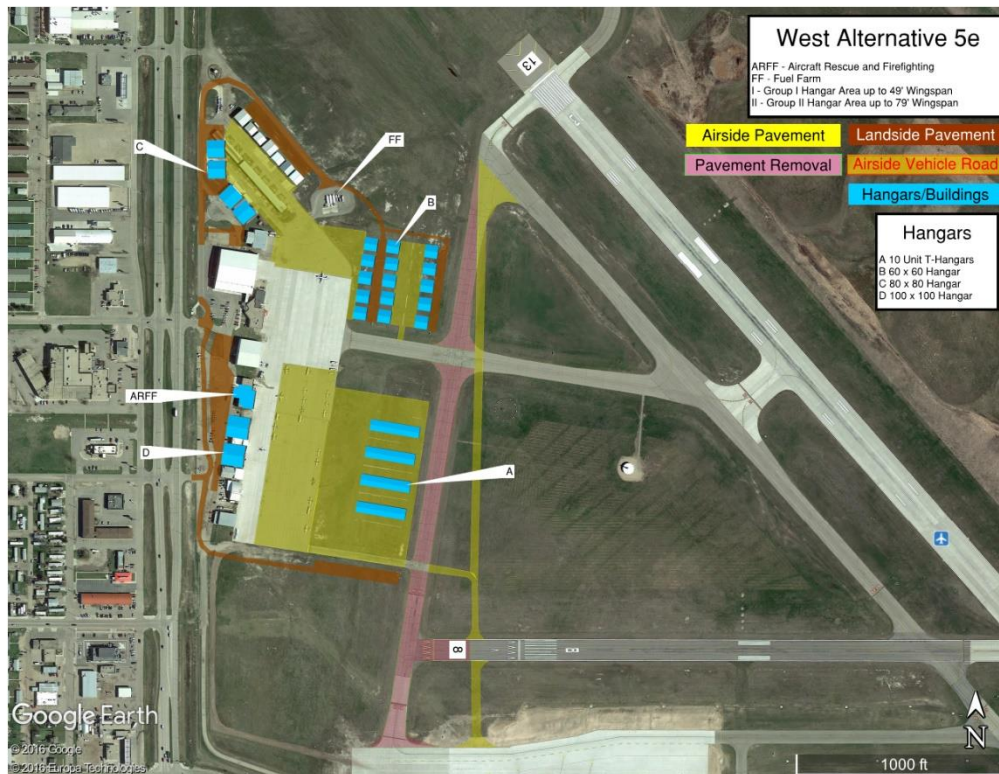 West Alternative 5e
ARFF - Aircraft Rescue and Firefighting
FF - Fuel Farm
I - Group I Hangar Area up to 49' Wingspan
II - Group II Hangar Area up to 79' Wingspan
Airside Pavement
Landside Pavement
Pavement Removal
Airside Vehicle Road
Hangars/Buildings
Hangars
A 10 Unit T-Hangars
B 60 x 60 Hangar
C 80 x 80 Hangar
D 100 x 100 Hangar
13
C
FF
B
ARFF
D
A
8
Google Earth
© 2016 Google
© 2016 Europa Technologies
N
1000 ft